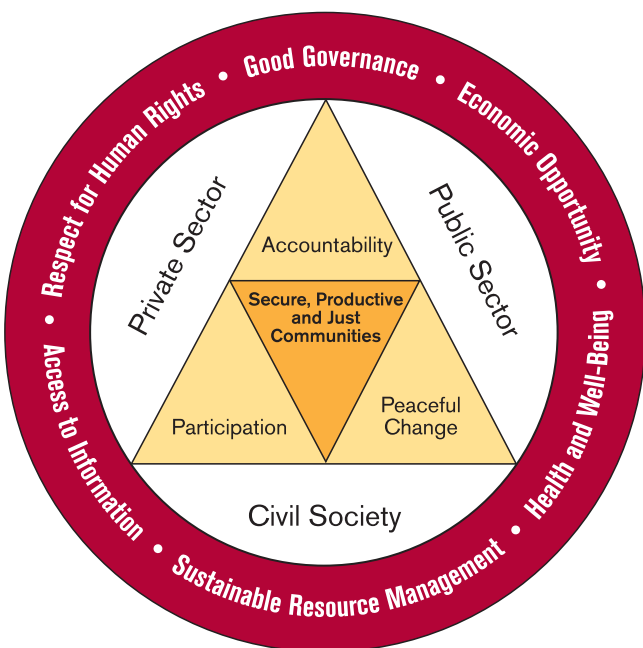 Good Governance
•
Economic Opportunity
•
Health and Well-Being
•
Sustainable Resource Management
•
Access to Information
•
Respect for Human Rights
•
Private Sector
Public Sector
Accountability
Secure, Productive
and Just
Communities
Participation
Peaceful
Change
Civil Society